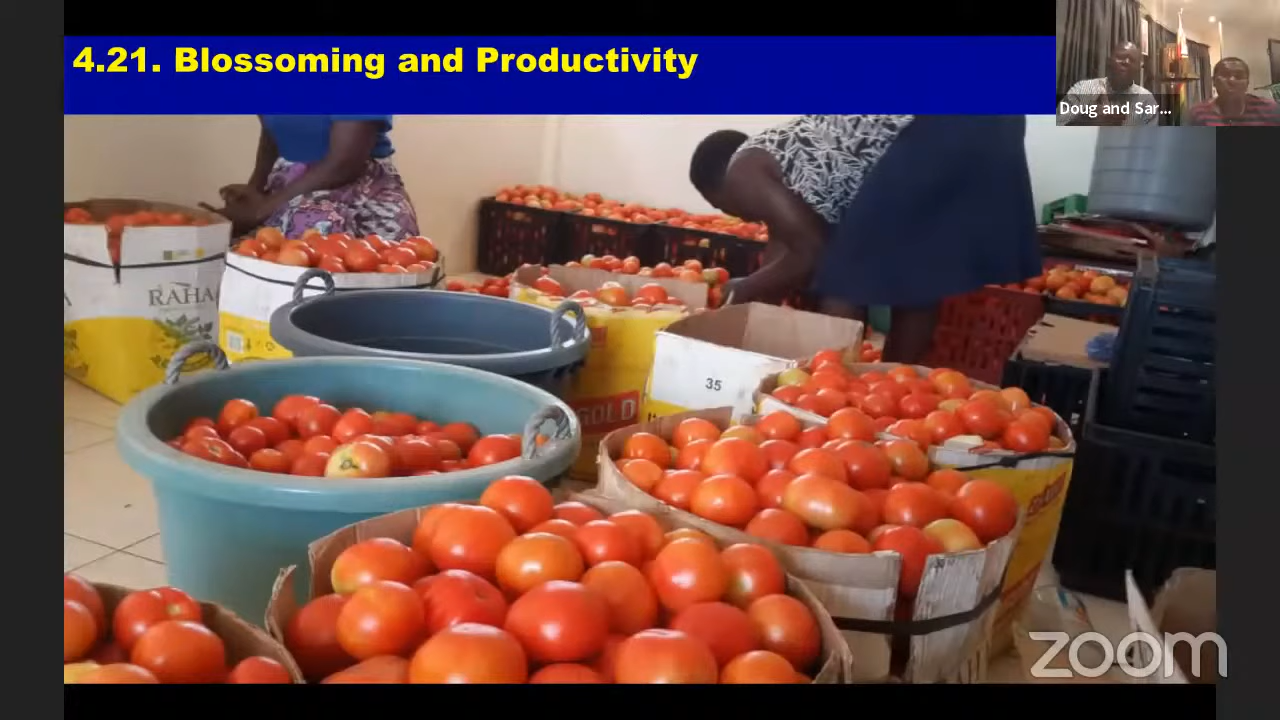 4.21. Blossoming and Productivity
Doug and Sar...
RAHA
35
GOLD
zoom